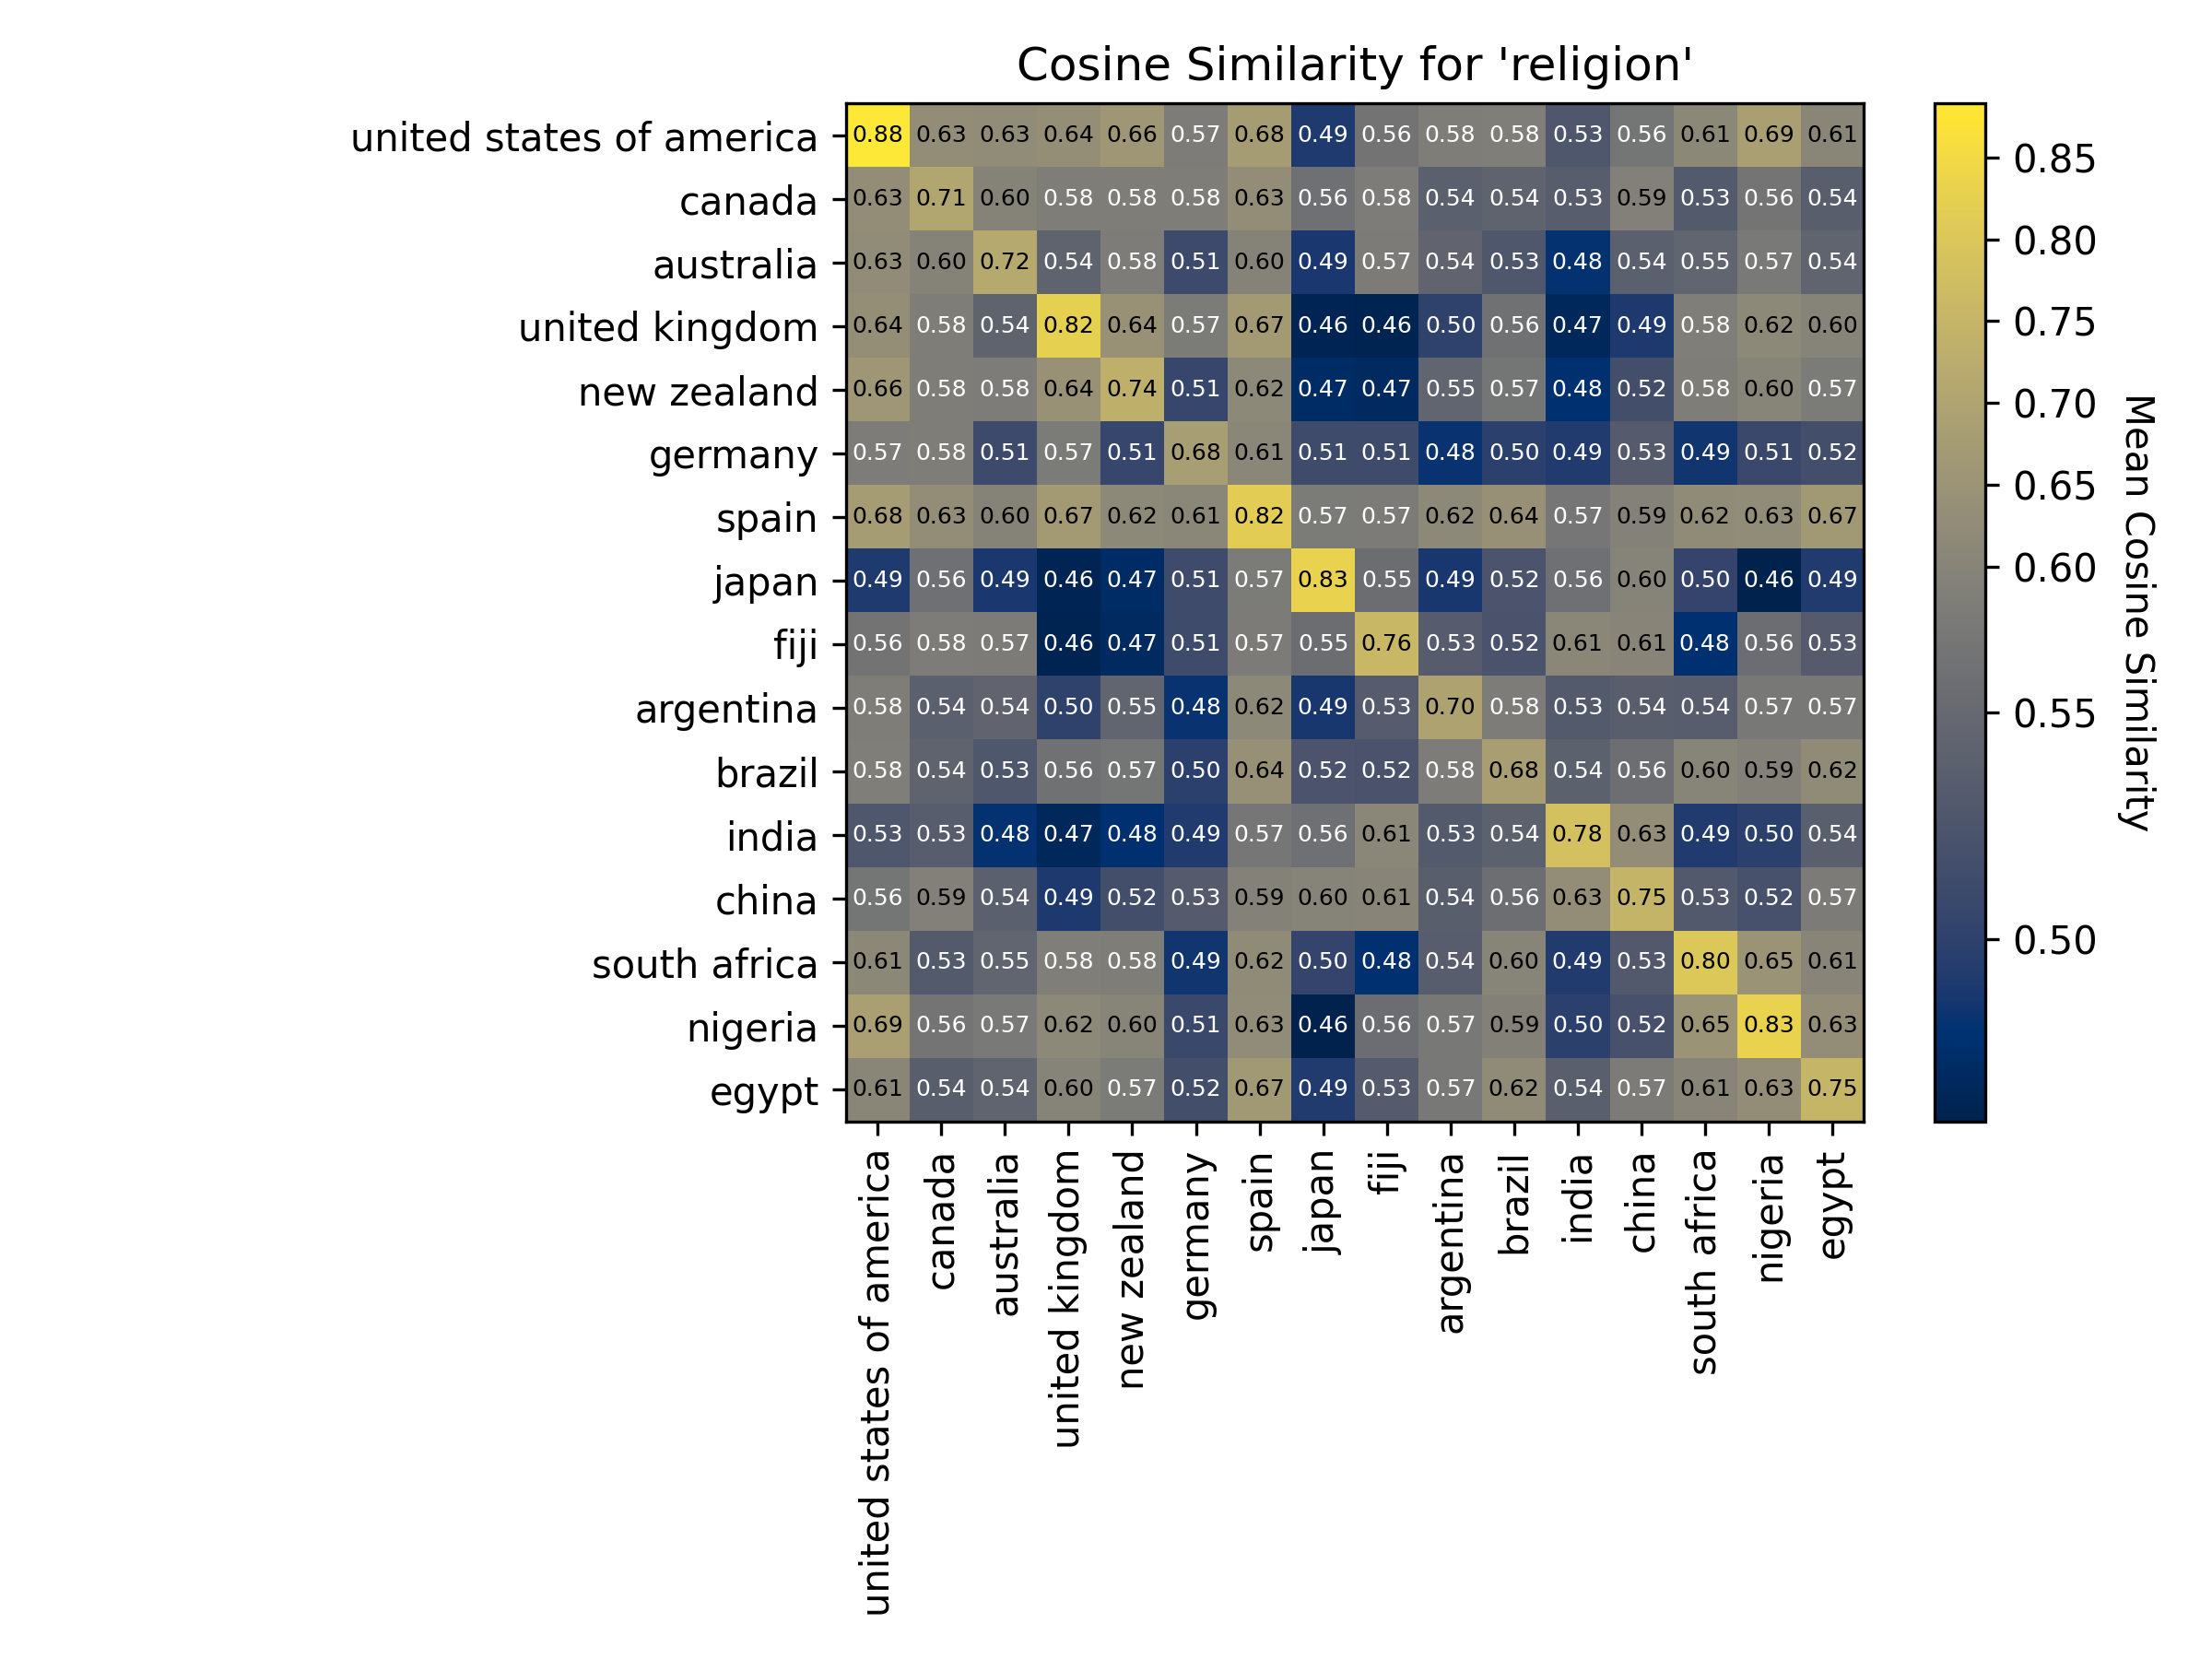 Cosine Similarity for 'religion'
united states of america 0.88 0.63 0.63 0.64 0.66 0.57 0.68 0.49 0.56 0.58 0.58 0.53 0.56 0.61 0.69 0.61
canada 0.63 0.71 0.60 0.58 0.58 0.58 0.63 0.56 0.58 0.54 0.54 0.53 0.59 0.53 0.56 0.54
australia 0.63 0.60 0.72 0.54 0.58 0.51 0.60 0.49 0.57 0.54 0.53 0.48 0.54 0.55 0.57 0.54
united kingdom 0.64 0.58 0.54 0.82 0.64 0.57 0.67 0.46 0.46 0.50 0.56 0.47 0.49 0.58 0.62 0.60
new zealand 0.66 0.58 0.58 0.64 0.74 0.51 0.62 0.47 0.47 0.55 0.57 0.48 0.52 0.58 0.60 0.57
germany 0.57 0.58 0.51 0.57 0.51 0.68 0.61 0.51 0.51 0.48 0.50 0.49 0.53 0.49 0.51 0.52
spain 0.68 0.63 0.60 0.67 0.62 0.61 0.82 0.57 0.57 0.62 0.64 0.57 0.59 0.62 0.63 0.67
japan 0.49 0.56 0.49 0.46 0.47 0.51 0.57 0.83 0.55 0.49 0.52 0.56 0.60 0.50 0.46 0.49
fiji 0.56 0.58 0.57 0.46 0.47 0.51 0.57 0.55 0.76 0.53 0.52 0.61 0.61 0.48 0.56 0.53
argentina 0.58 0.54 0.54 0.50 0.55 0.48 0.62 0.49 0.53 0.70 0.58 0.53 0.54 0.54 0.57 0.57
brazil 0.58 0.54 0.53 0.56 0.57 0.50 0.64 0.52 0.52 0.58 0.68 0.54 0.56 0.60 0.59 0.62
india 0.53 0.53 0.48 0.47 0.48 0.49 0.57 0.56 0.61 0.53 0.54 0.78 0.63 0.49 0.50 0.54
china 0.56 0.59 0.54 0.49 0.52 0.53 0.59 0.60 0.61 0.54 0.56 0.63 0.75 0.53 0.52 0.57
south africa 0.61 0.53 0.55 0.58 0.58 0.49 0.62 0.50 0.48 0.54 0.60 0.49 0.53 0.80 0.65 0.61
nigeria 0.69 0.56 0.57 0.62 0.60 0.51 0.63 0.46 0.56 0.57 0.59 0.50 0.52 0.65 0.83 0.63
egypt 0.61 0.54 0.54 0.60 0.57 0.52 0.67 0.49 0.53 0.57 0.62 0.54 0.57 0.61 0.63 0.75
united states of america
canada
australia
united kingdom
new zealand
germany
spain
japan
fiji
argentina
brazil
india
china
south africa
nigeria
egypt
0.85
0.80
0.75
0.70
0.65
0.60
0.55
0.50
Mean Cosine Similarity